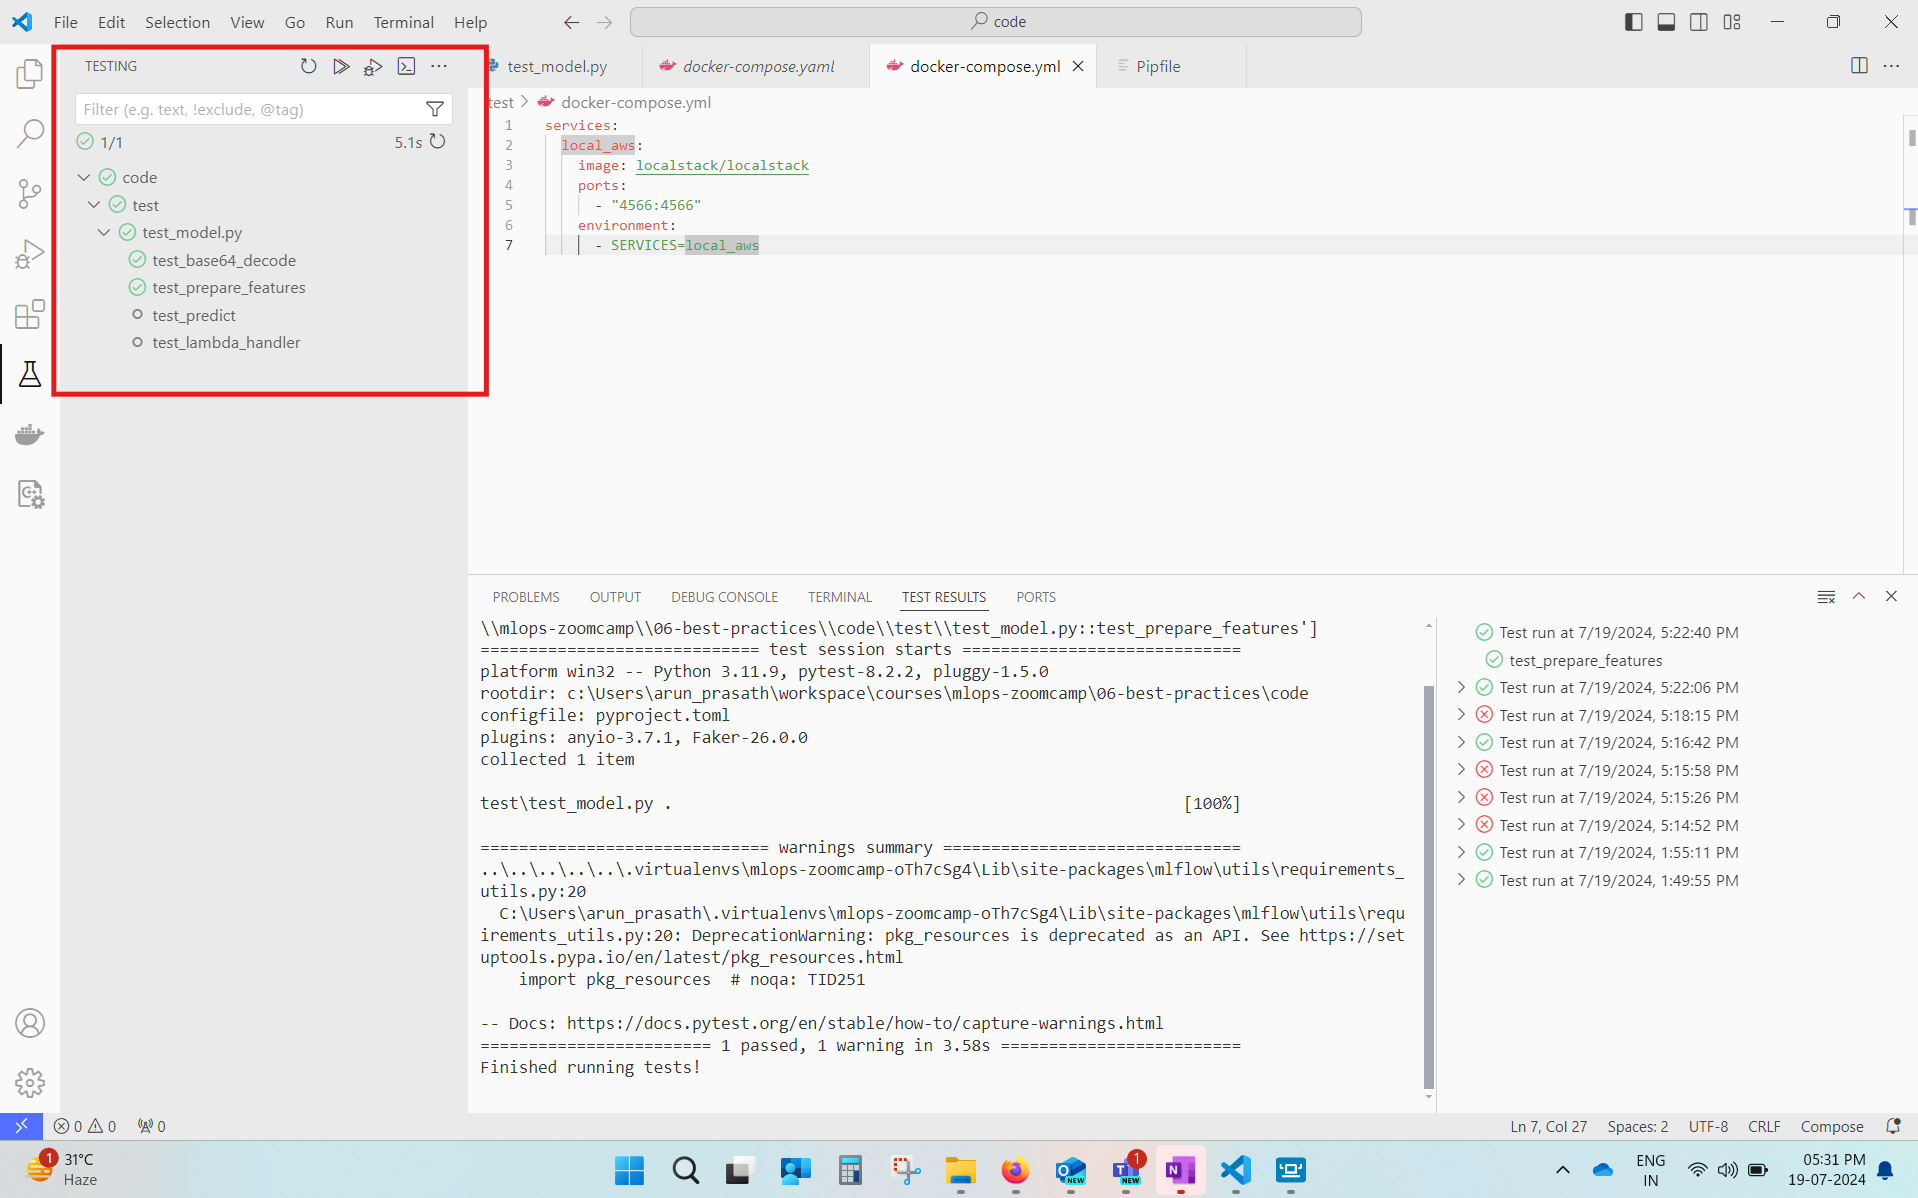 File Edit Selection View Go Run Terminal Help
code
TESTING
Filter (e.g. text, !exclude, @tag)
1/1
5.1s
code
test
test_model.py
test_base64_decode
test_prepare_features
test_predict
test_lambda_handler
test_model.py
docker-compose.yaml
docker-compose.yml
Pipfile
test > docker-compose.yml
1 services:
2 local_aws:
3 image: localstack/localstack
4 ports:
5 - "4566:4566"
6 environment:
7 - SERVICES=local_aws
PROBLEMS OUTPUT DEBUG CONSOLE TERMINAL TEST RESULTS PORTS
\\mlops-zoomcamp\\06-best-practices\\code\\test\\test_model.py::test_prepare_features']
============================= test session starts =============================
platform win32 -- Python 3.11.9, pytest-8.2.2, pluggy-1.5.0
rootdir: c:\Users\arun_prasath\workspace\courses\mlops-zoomcamp\06-best-practices\code
configfile: pyproject.toml
plugins: anyio-3.7.1, Faker-26.0.0
collected 1 item
test\test_model.py . [100%]
============================== warnings summary ===============================
..\..\..\..\..\.virtualenvs\mlops-zoomcamp-oTh7cSg4\Lib\site-packages\mlflow\utils\requirements_
utils.py:20
C:\Users\arun_prasath\.virtualenvs\mlops-zoomcamp-oTh7cSg4\Lib\site-packages\mlflow\utils\requ
irements_utils.py:20: DeprecationWarning: pkg_resources is deprecated as an API. See https://set
uptools.pypa.io/en/latest/pkg_resources.html
import pkg_resources # noqa: TID251
-- Docs: https://docs.pytest.org/en/stable/how-to/capture-warnings.html
======================== 1 passed, 1 warning in 3.58s =========================
Finished running tests!
Test run at 7/19/2024, 5:22:40 PM
test_prepare_features
Test run at 7/19/2024, 5:22:06 PM
Test run at 7/19/2024, 5:18:15 PM
Test run at 7/19/2024, 5:16:42 PM
Test run at 7/19/2024, 5:15:58 PM
Test run at 7/19/2024, 5:15:26 PM
Test run at 7/19/2024, 5:14:52 PM
Test run at 7/19/2024, 1:55:11 PM
Test run at 7/19/2024, 1:49:55 PM
0 0 0
Ln 7, Col 27 Spaces: 2 UTF-8 CRLF Compose
1
31°C
Haze
NEW
1
NEW
ENG
IN
05:31 PM
19-07-2024